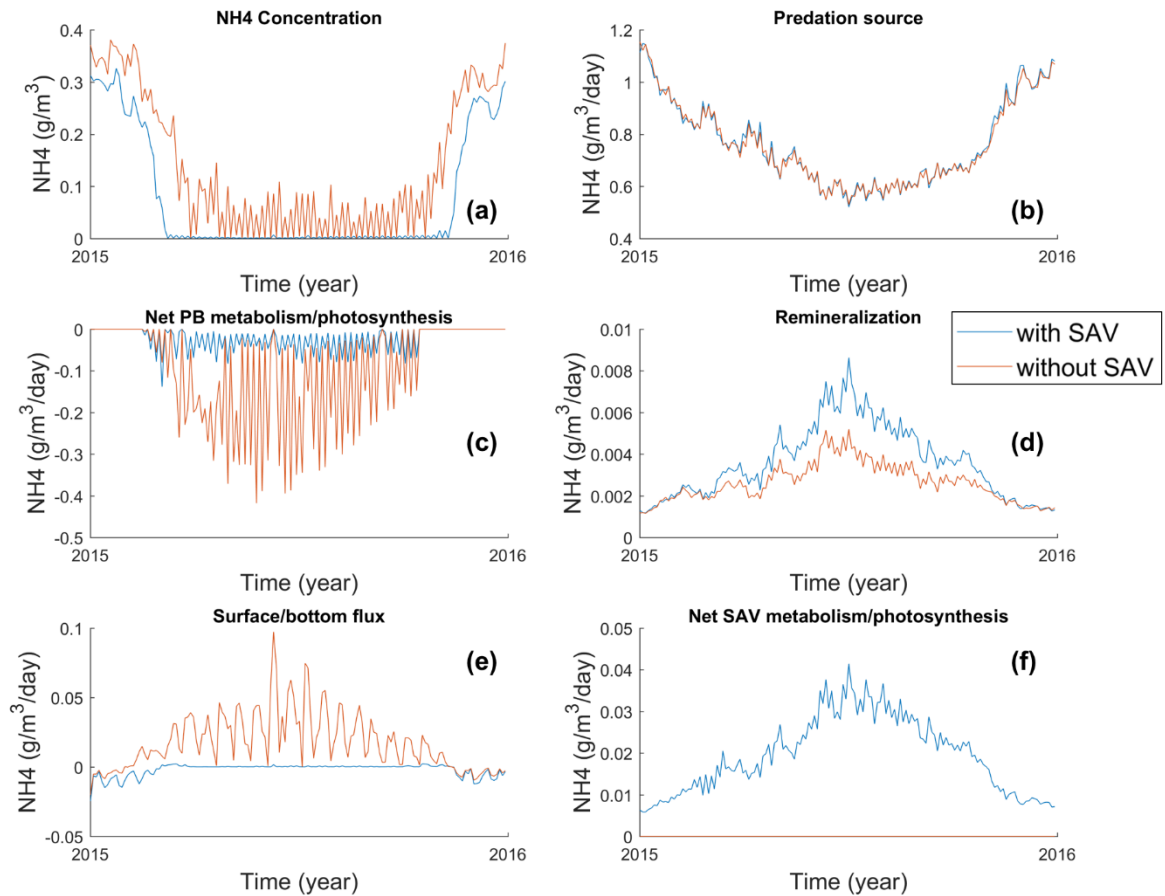 NH4 Concentration
NH4 (g/m³)
0.4
0.3
0.2
0.1
0
(a)
2015
2016
Time (year)
Predation source
NH4 (g/m³/day)
1.2
1
0.8
0.6
0.4
(b)
2015
2016
Time (year)
Net PB metabolism/photosynthesis
NH4 (g/m³/day)
0
-0.1
-0.2
-0.3
-0.4
-0.5
(c)
2015
2016
Time (year)
Remineralization
NH4 (g/m³/day)
0.01
0.008
0.006
0.004
0.002
0
with SAV
without SAV
(d)
2015
2016
Time (year)
Surface/bottom flux
NH4 (g/m³/day)
0.1
0.05
0
-0.05
(e)
2015
2016
Time (year)
Net SAV metabolism/photosynthesis
NH4 (g/m³/day)
0.05
0.04
0.03
0.02
0.01
0
(f)
2015
2016
Time (year)